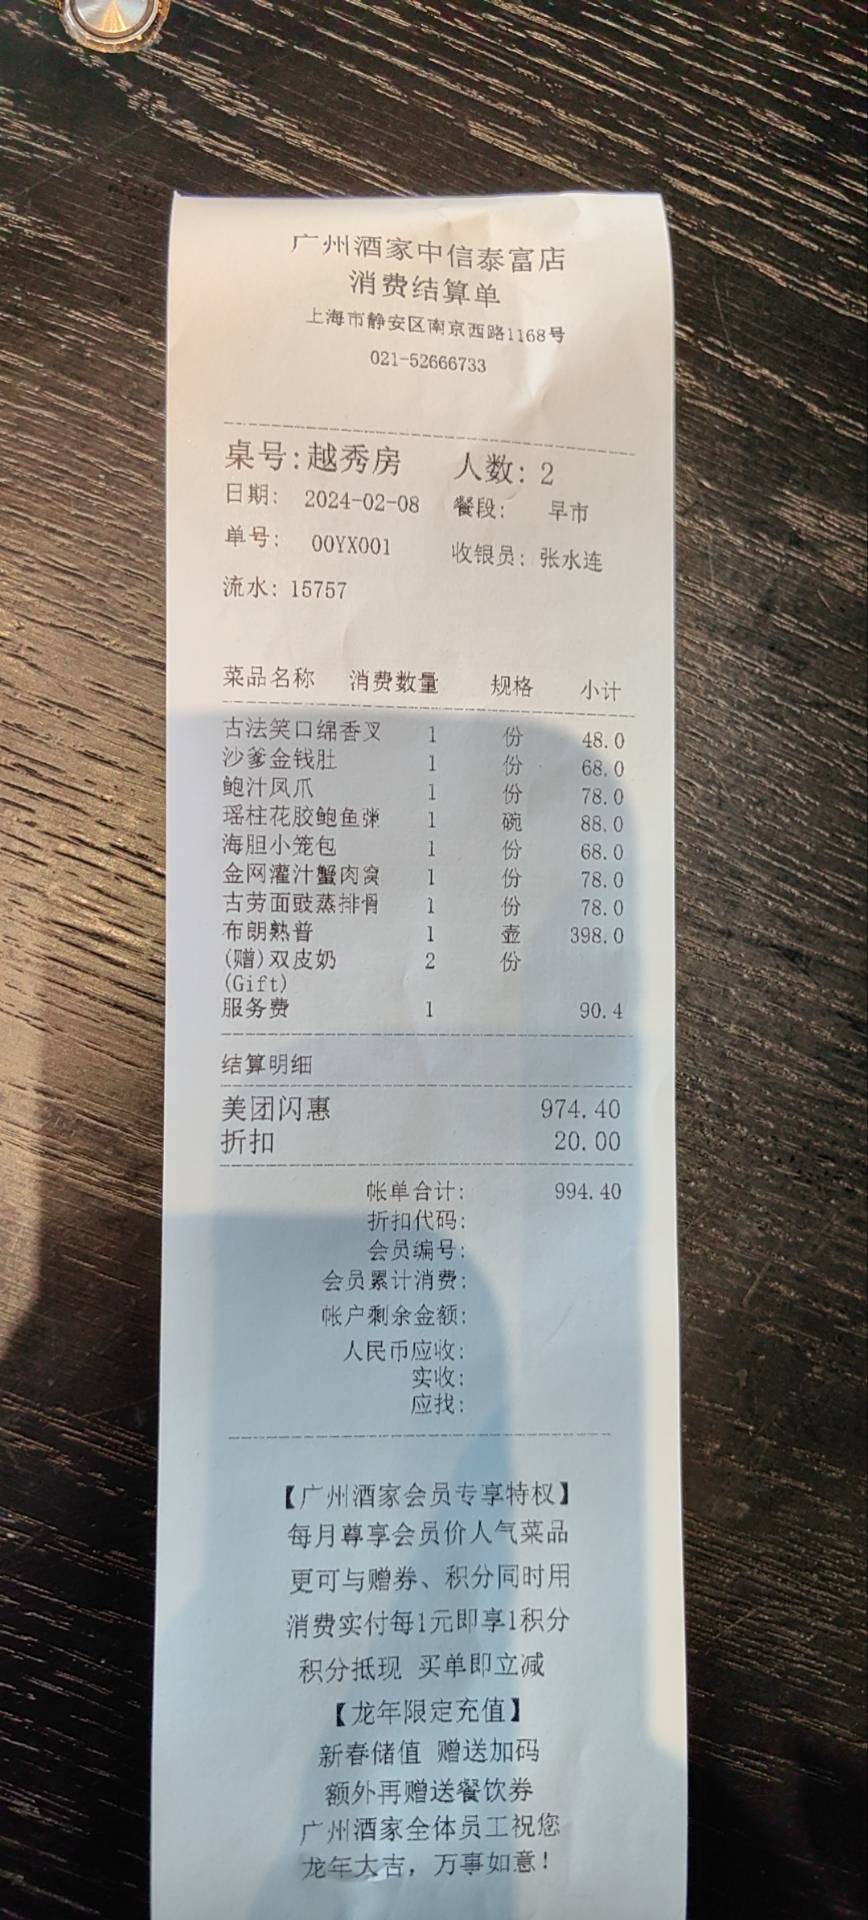 广州酒家中信泰富店
消费结算单
上海市静安区南京西路1168号
021-52666733
桌号:越秀房 人数: 2
日期: 2024-02-08 餐段: 早市
单号: 00YX001 收银员: 张水连
流水: 15757
菜品名称 消费数量 规格 小计
古法笑口绵香叉 1 份 48.0
沙爹金钱肚 1 份 68.0
鲍汁凤爪 1 份 78.0
瑶柱花胶鲍鱼粥 1 碗 88.0
海胆小笼包 1 份 68.0
金网灌汁蟹肉窝 1 份 78.0
古劳面豉蒸排骨 1 份 78.0
布朗熟普 1 壶 398.0
(赠)双皮奶 2 份
(Gift)
服务费 1 90.4
结算明细
美团闪惠 974.40
折扣 20.00
帐单合计: 994.40
折扣代码:
会员编号:
会员累计消费:
帐户剩余金额:
人民币应收:
实收:
应找:
【广州酒家会员专享特权】
每月尊享会员价人气菜品
更可与赠券、积分同时用
消费实付每1元即享1积分
积分抵现 买单即立减
【龙年限定充值】
新春储值 赠送加码
额外再赠送餐饮券
广州酒家全体员工祝您
龙年大吉，万事如意!